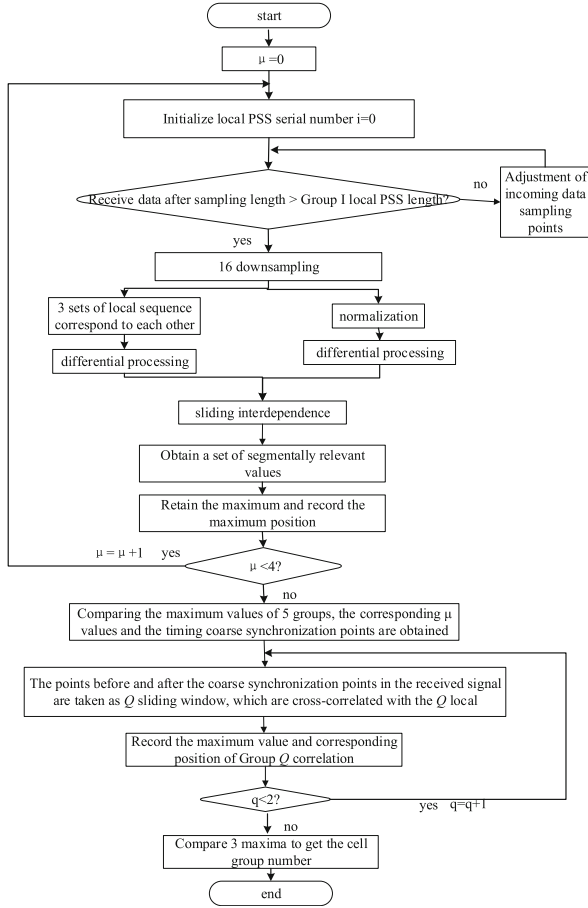 start
μ=0
Initialize local PSS serial number i=0
Receive data after sampling length > Group I local PSS length?
no
Adjustment of
incoming data
sampling
points
yes
16 downsampling
3 sets of local sequence
correspond to each other
normalization
differential processing
differential processing
sliding interdependence
Obtain a set of segmentally relevant
values
Retain the maximum and record the
maximum position
μ=μ+1 yes
μ<4?
no
Comparing the maximum values of 5 groups, the corresponding μ
values and the timing coarse synchronization points are obtained
The points before and after the coarse synchronization points in the received signal
are taken as Q sliding window, which are cross-correlated with the Q local
Record the maximum value and corresponding
position of Group Q correlation
q<2?
yes q=q+1
no
Compare 3 maxima to get the cell
group number
end